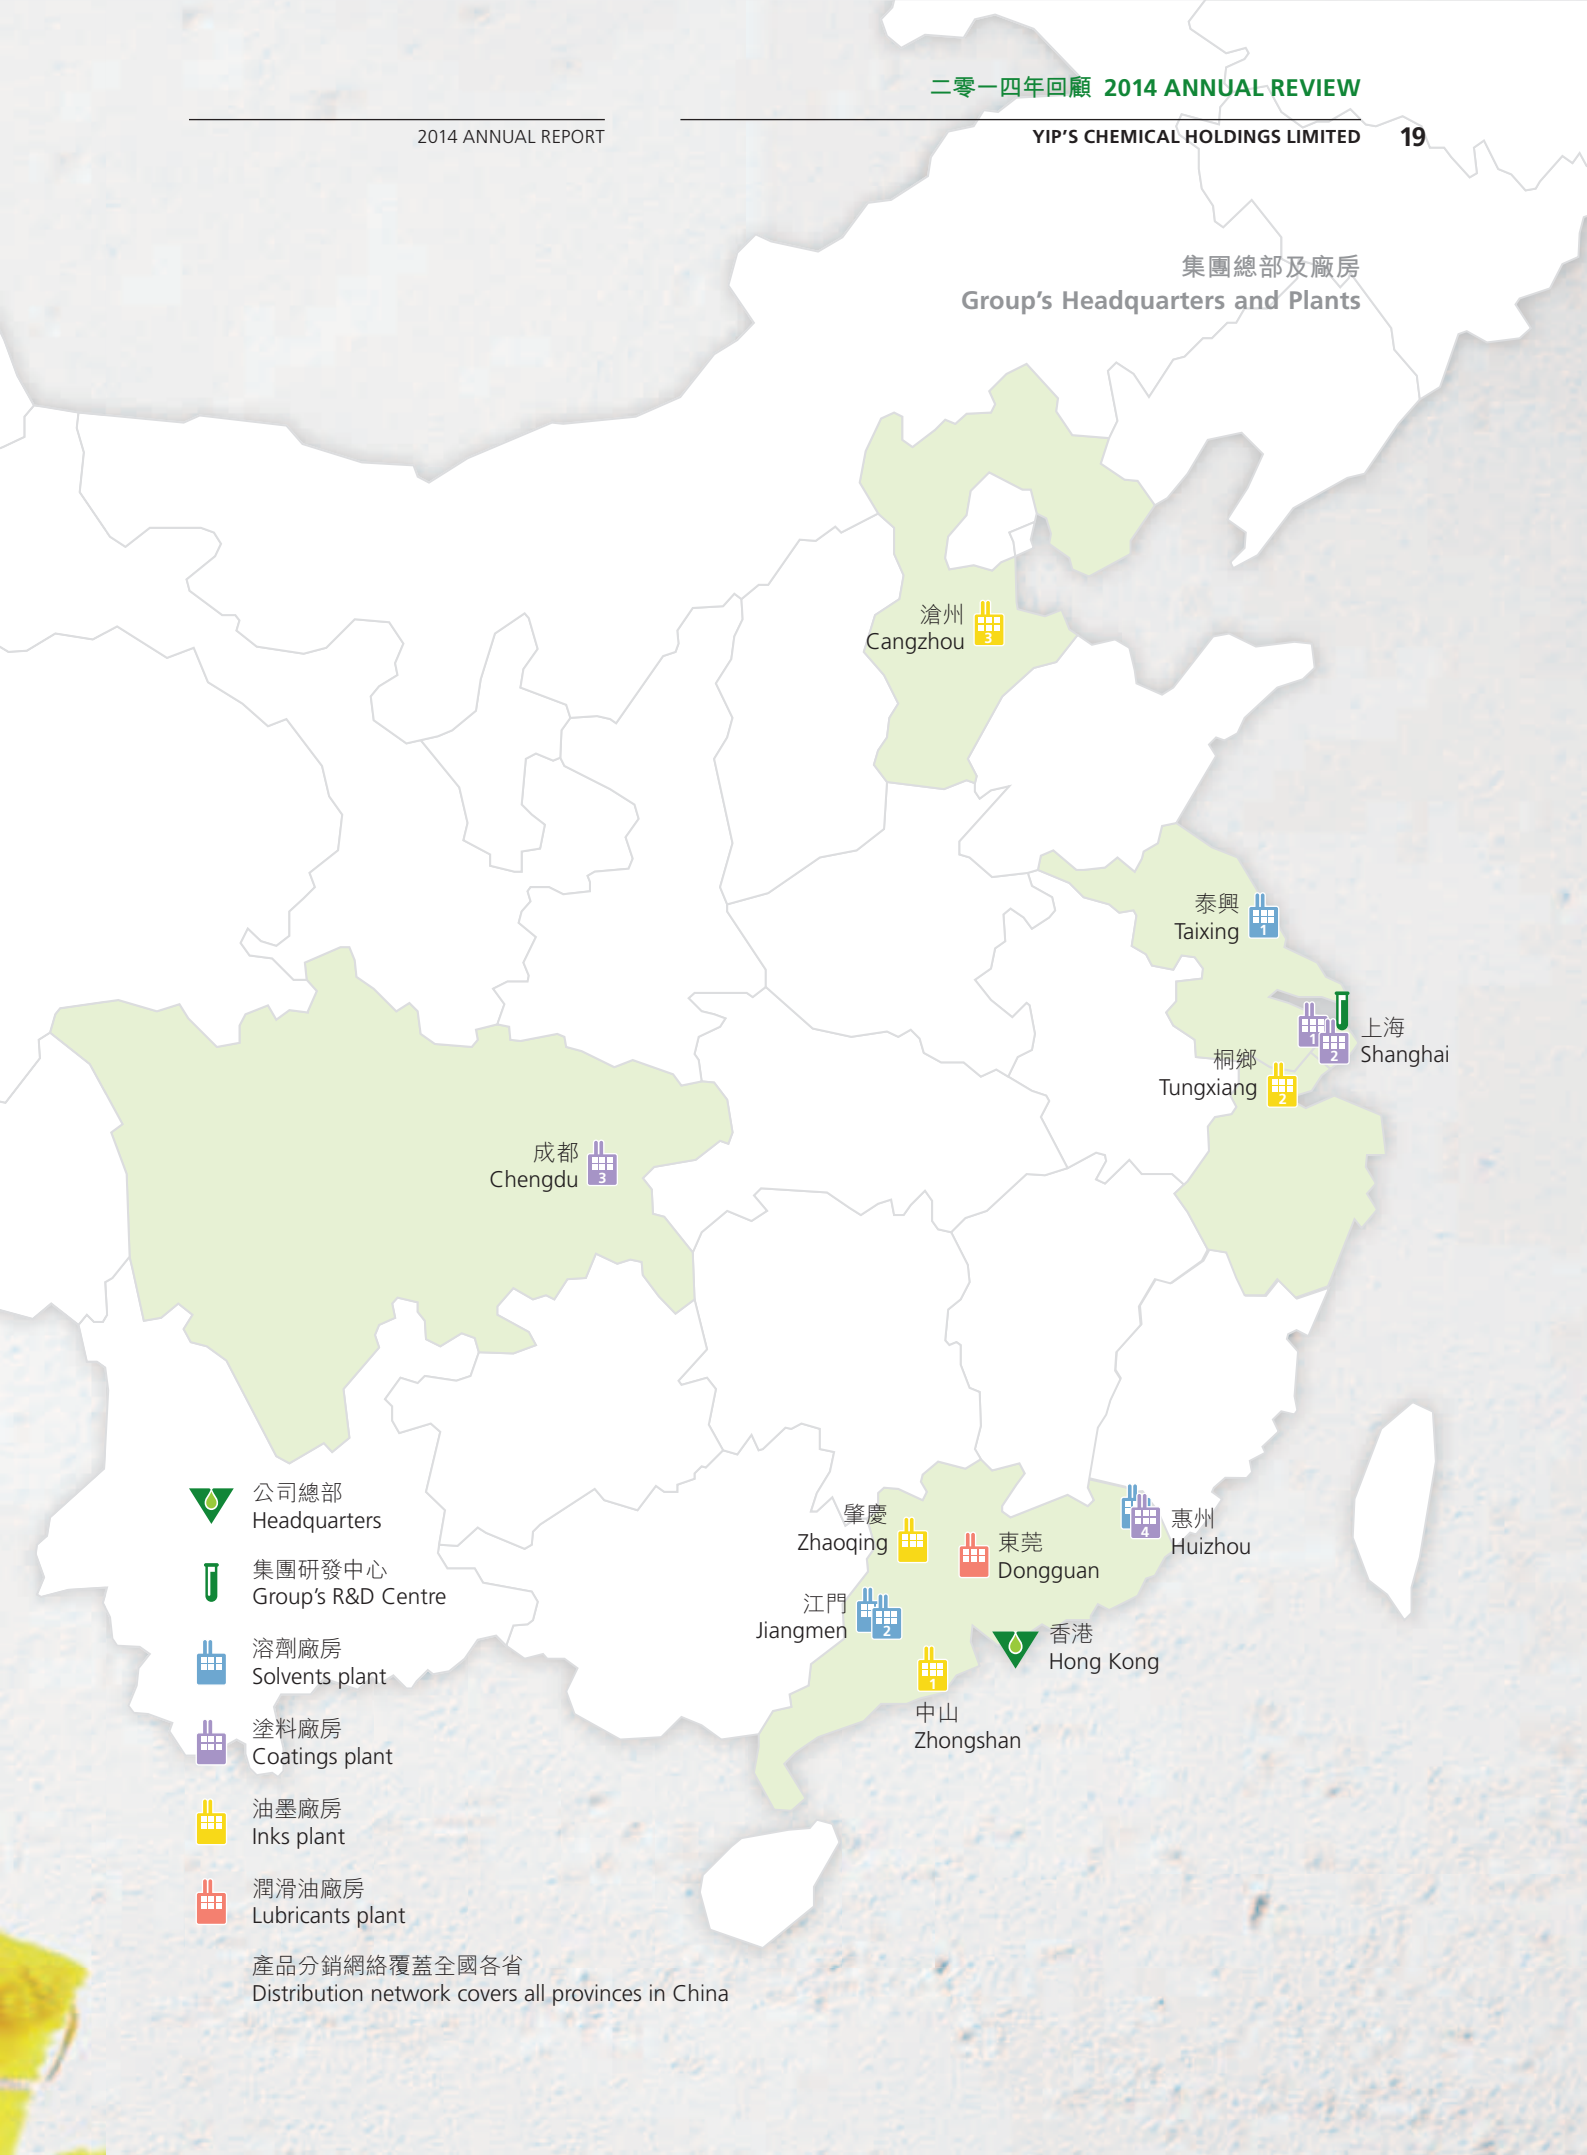 二零一四年回顧 2014 ANNUAL REVIEW
2014 ANNUAL REPORT
YIP'S CHEMICAL HOLDINGS LIMITED 19
集團總部及廠房
Group's Headquarters and Plants
滄州
Cangzhou
3
泰興
Taixing
1
上海
Shanghai
1
2
桐鄉
Tungxiang
2
成都
Chengdu
3
肇慶
Zhaoqing
東莞
Dongguan
惠州
Huizhou
4
江門
Jiangmen
2
香港
Hong Kong
中山
Zhongshan
1
公司總部
Headquarters
集團研發中心
Group's R&D Centre
溶劑廠房
Solvents plant
塗料廠房
Coatings plant
油墨廠房
Inks plant
潤滑油廠房
Lubricants plant
產品分銷網絡覆蓋全國各省
Distribution network covers all provinces in China